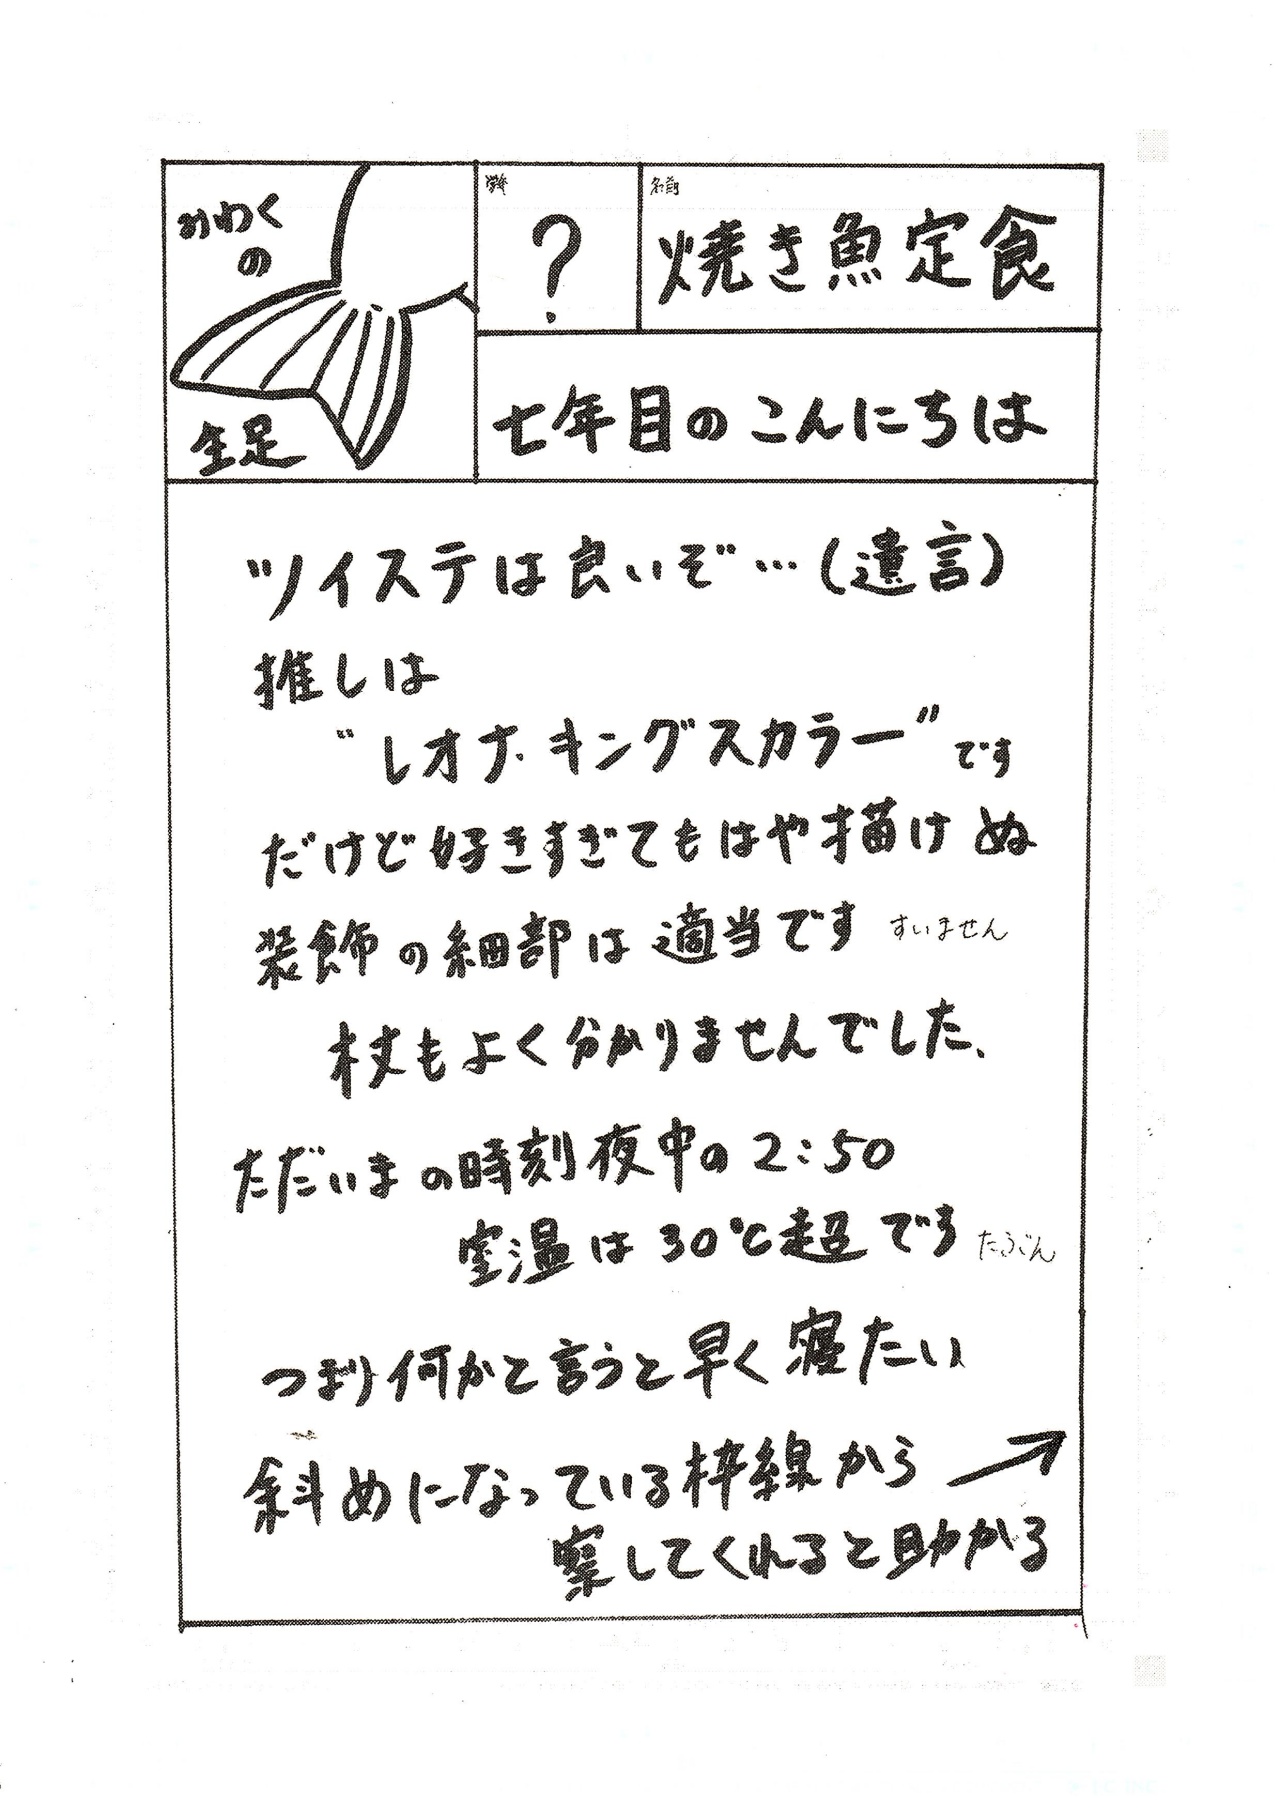 みわく
の
生足
学年
?
名前
焼き魚定食
七年目のこんにちは
ツイステは良いぞ…(遺言)
推しは
"レオナ・キングスカラー"です
だけど好きすぎてもはや描けぬ
装飾の細部は適当です すいません
杖もよく分かりませんでした、
ただいまの時刻夜中の2:50
室温は30℃超です たぶん
つまり何かと言うと早く寝たい
斜めになっている枠線から →
察してくれると助かる